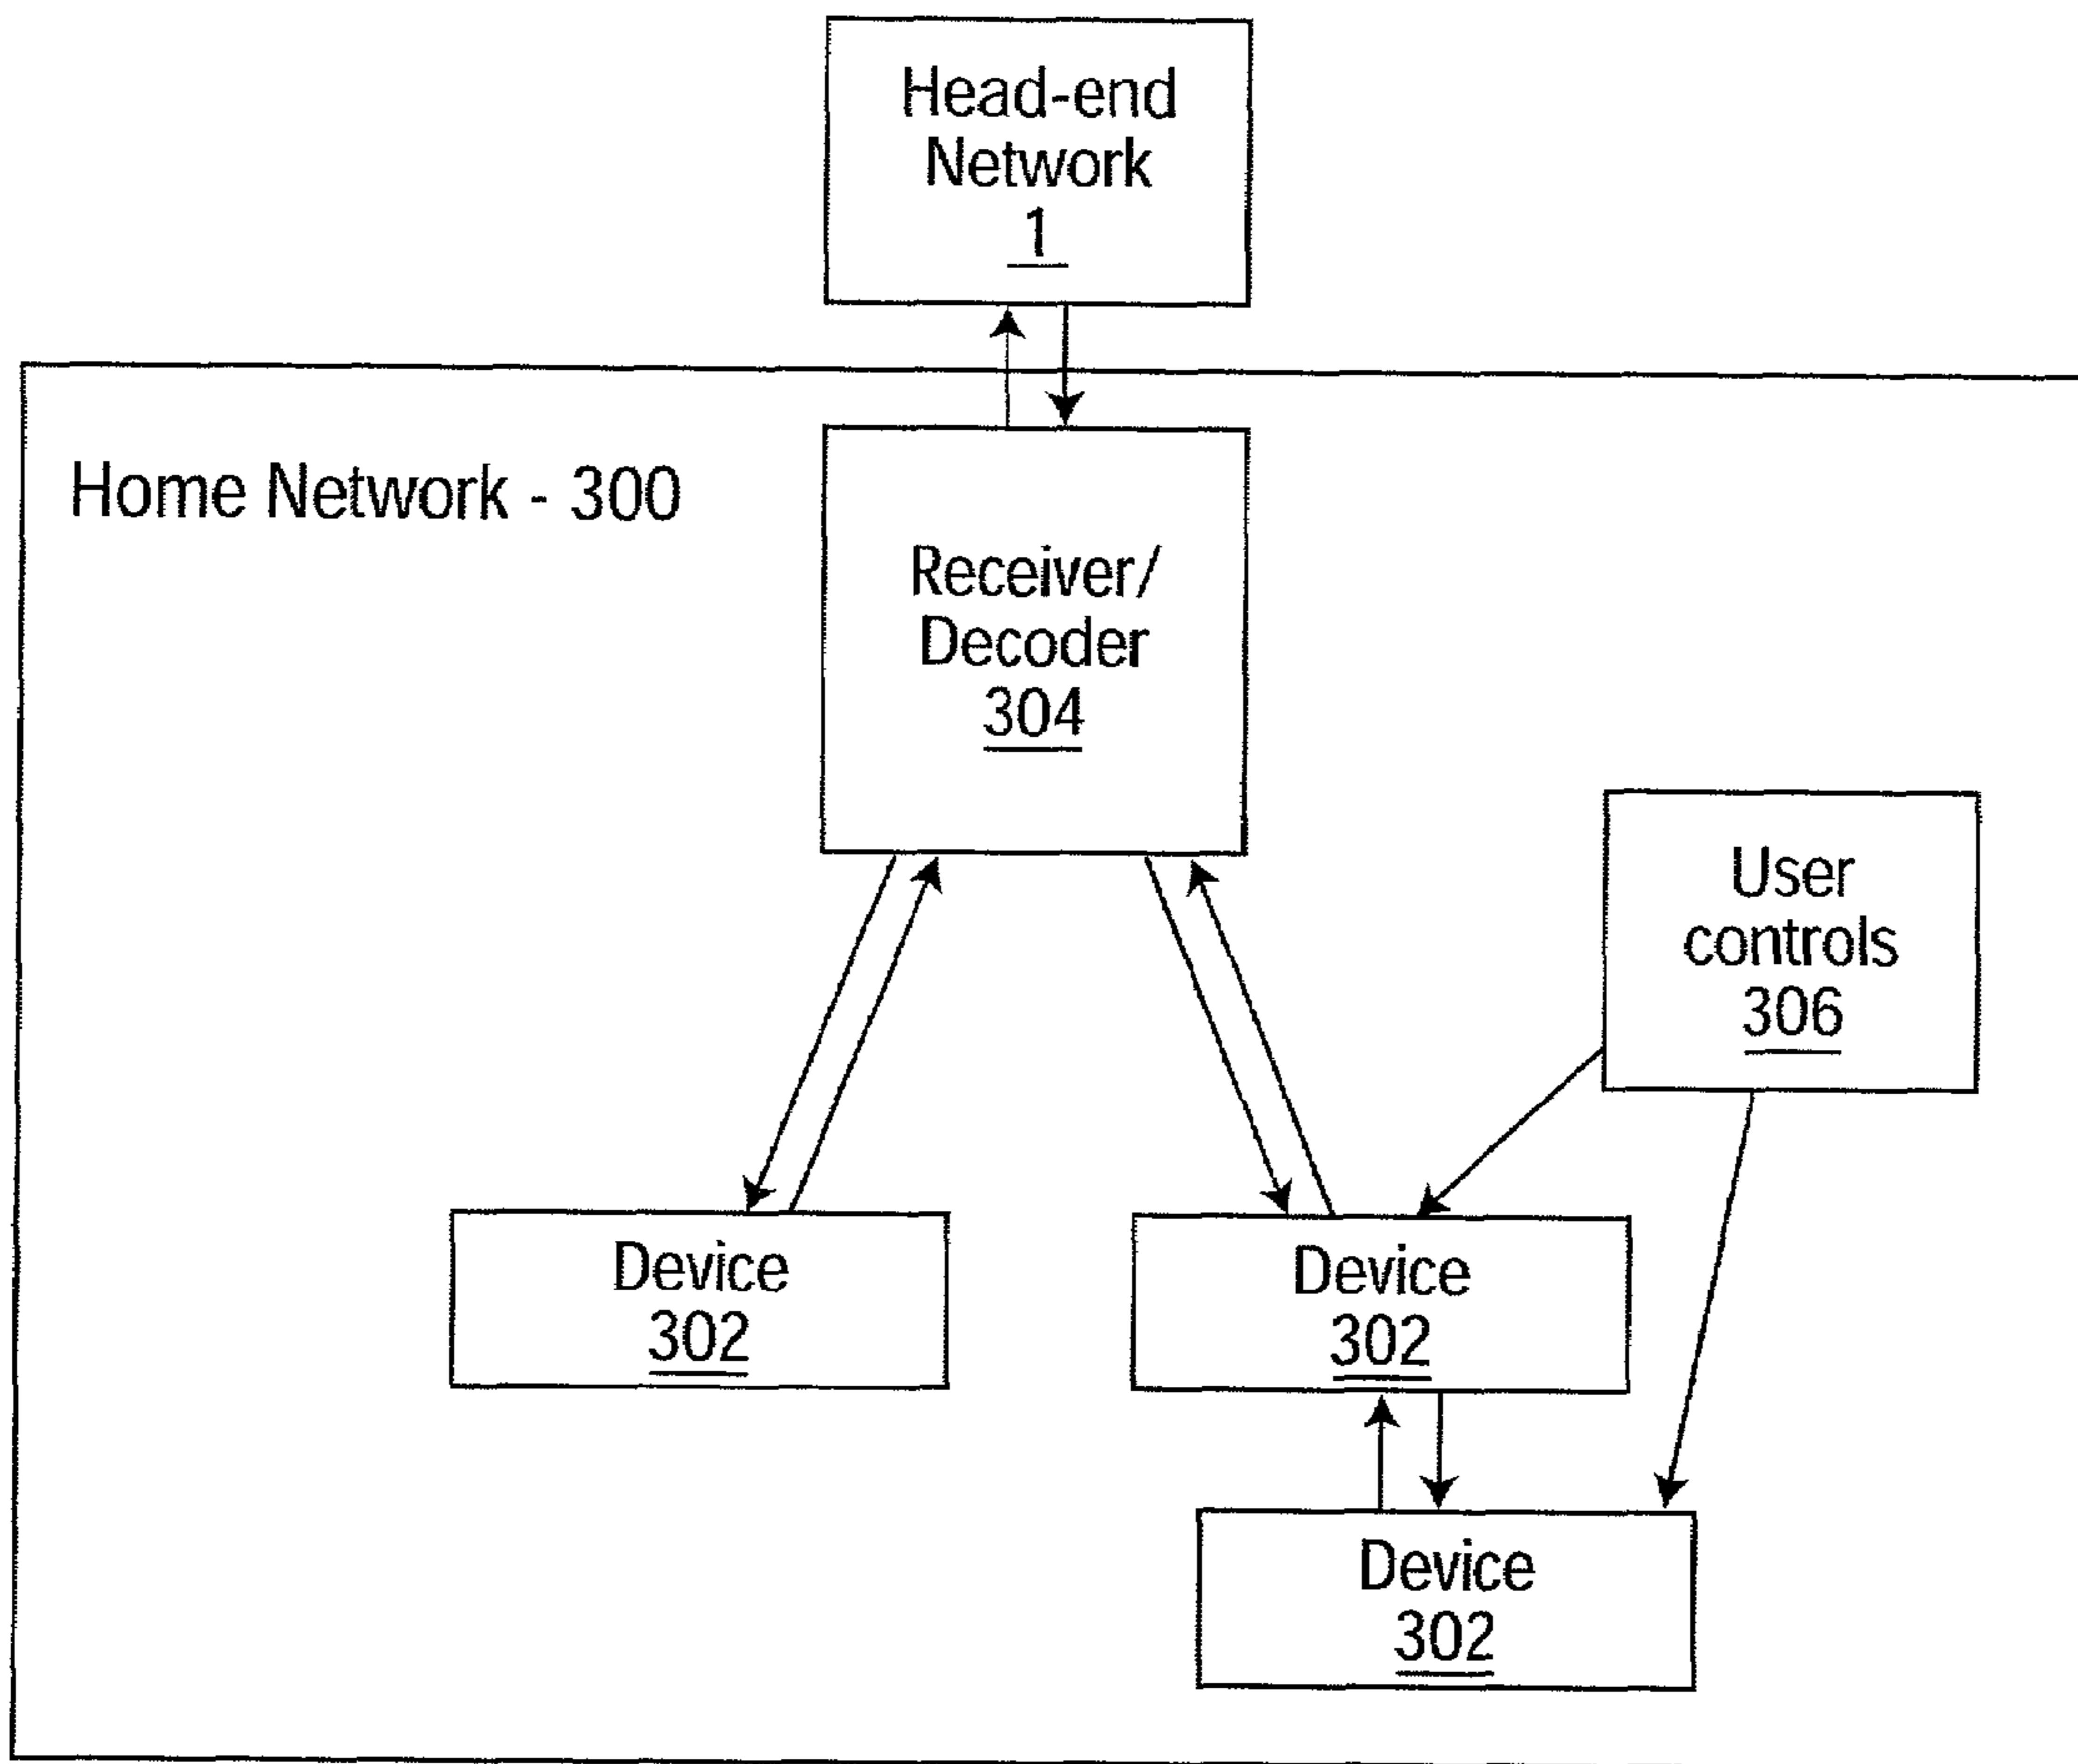 Head-end
Network
1
Home Network - 300
Receiver/
Decoder
304
User
controls
306
Device
302
Device
302
Device
302